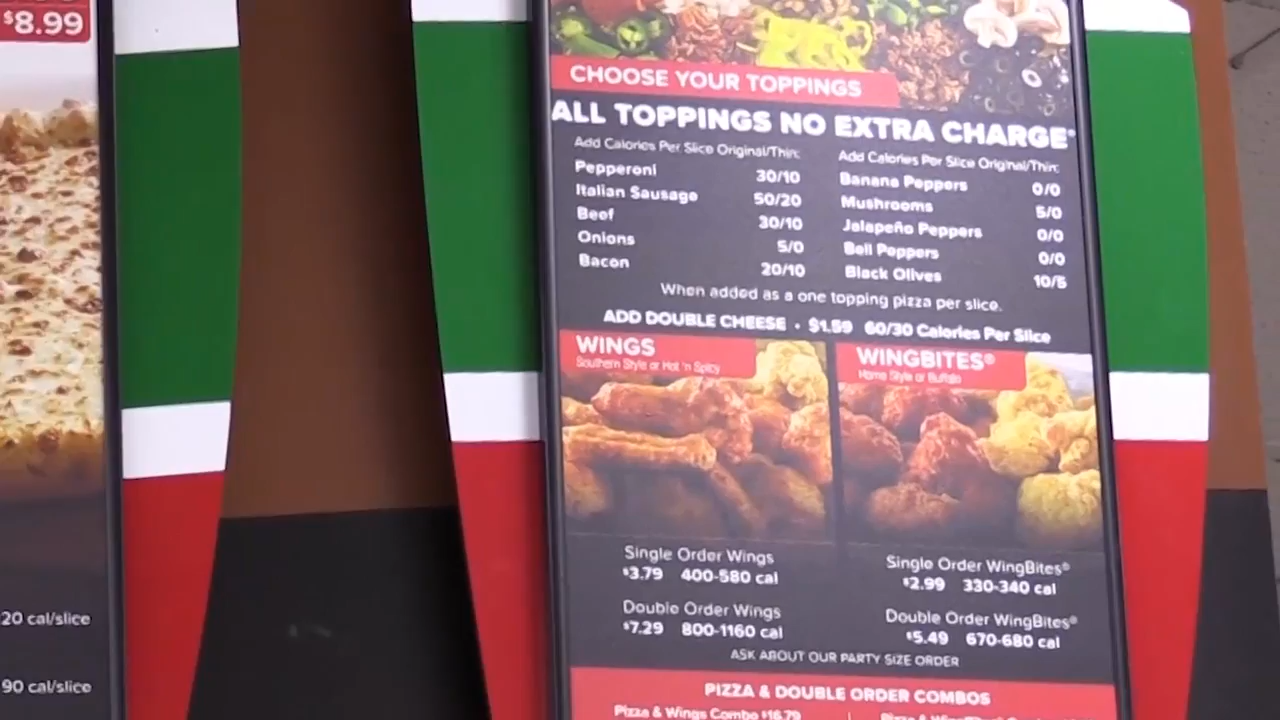 $8.99
20 cal/slice
90 cal/slice
CHOOSE YOUR TOPPINGS
ALL TOPPINGS NO EXTRA CHARGE*
Add Calories Per Slice Original/Thin:
Pepperoni 30/10
Italian Sausage 50/20
Beef 30/10
Onions 5/0
Bacon 20/10
Add Calories Per Slice Original/Thin:
Banana Peppers 0/0
Mushrooms 5/0
Jalapeño Peppers 0/0
Bell Peppers 0/0
Black Olives 10/5
When added as a one topping pizza per slice.
ADD DOUBLE CHEESE • $1.59 60/30 Calories Per Slice
WINGS
Southern Style or Hot 'n Spicy
WINGBITES®
Home Style or Buffalo
Single Order Wings
$3.79 400-580 cal
Double Order Wings
$7.29 800-1160 cal
Single Order WingBites®
$2.99 330-340 cal
Double Order WingBites®
$5.49 670-680 cal
ASK ABOUT OUR PARTY SIZE ORDER
PIZZA & DOUBLE ORDER COMBOS
Pizza & Wings Combo $16.79